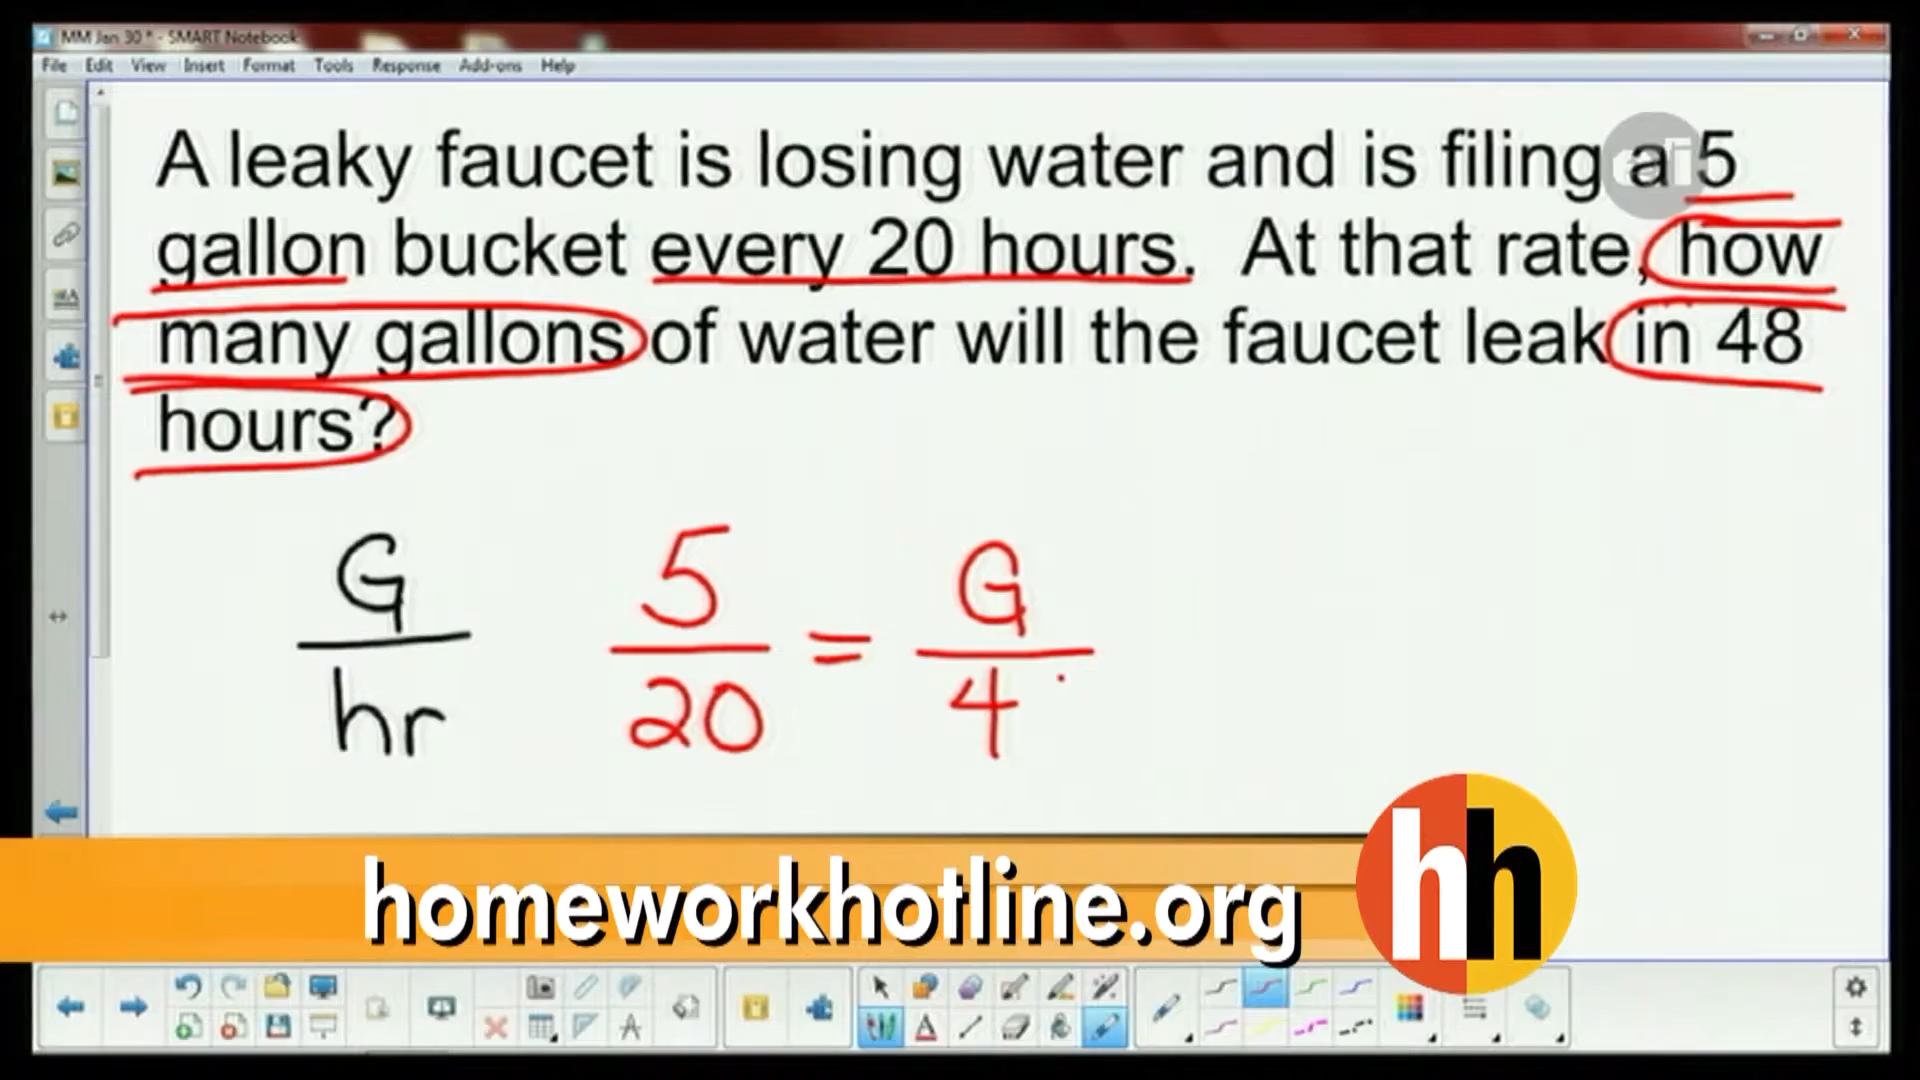 MM Jan 30 * - SMART Notebook
File Edit View Insert Format Tools Response Add-ons Help
A leaky faucet is losing water and is filing a 5
gallon bucket every 20 hours. At that rate, how
many gallons of water will the faucet leak in 48
hours?
G 5 = G
hr 20 4
homeworkhotline.org
hh